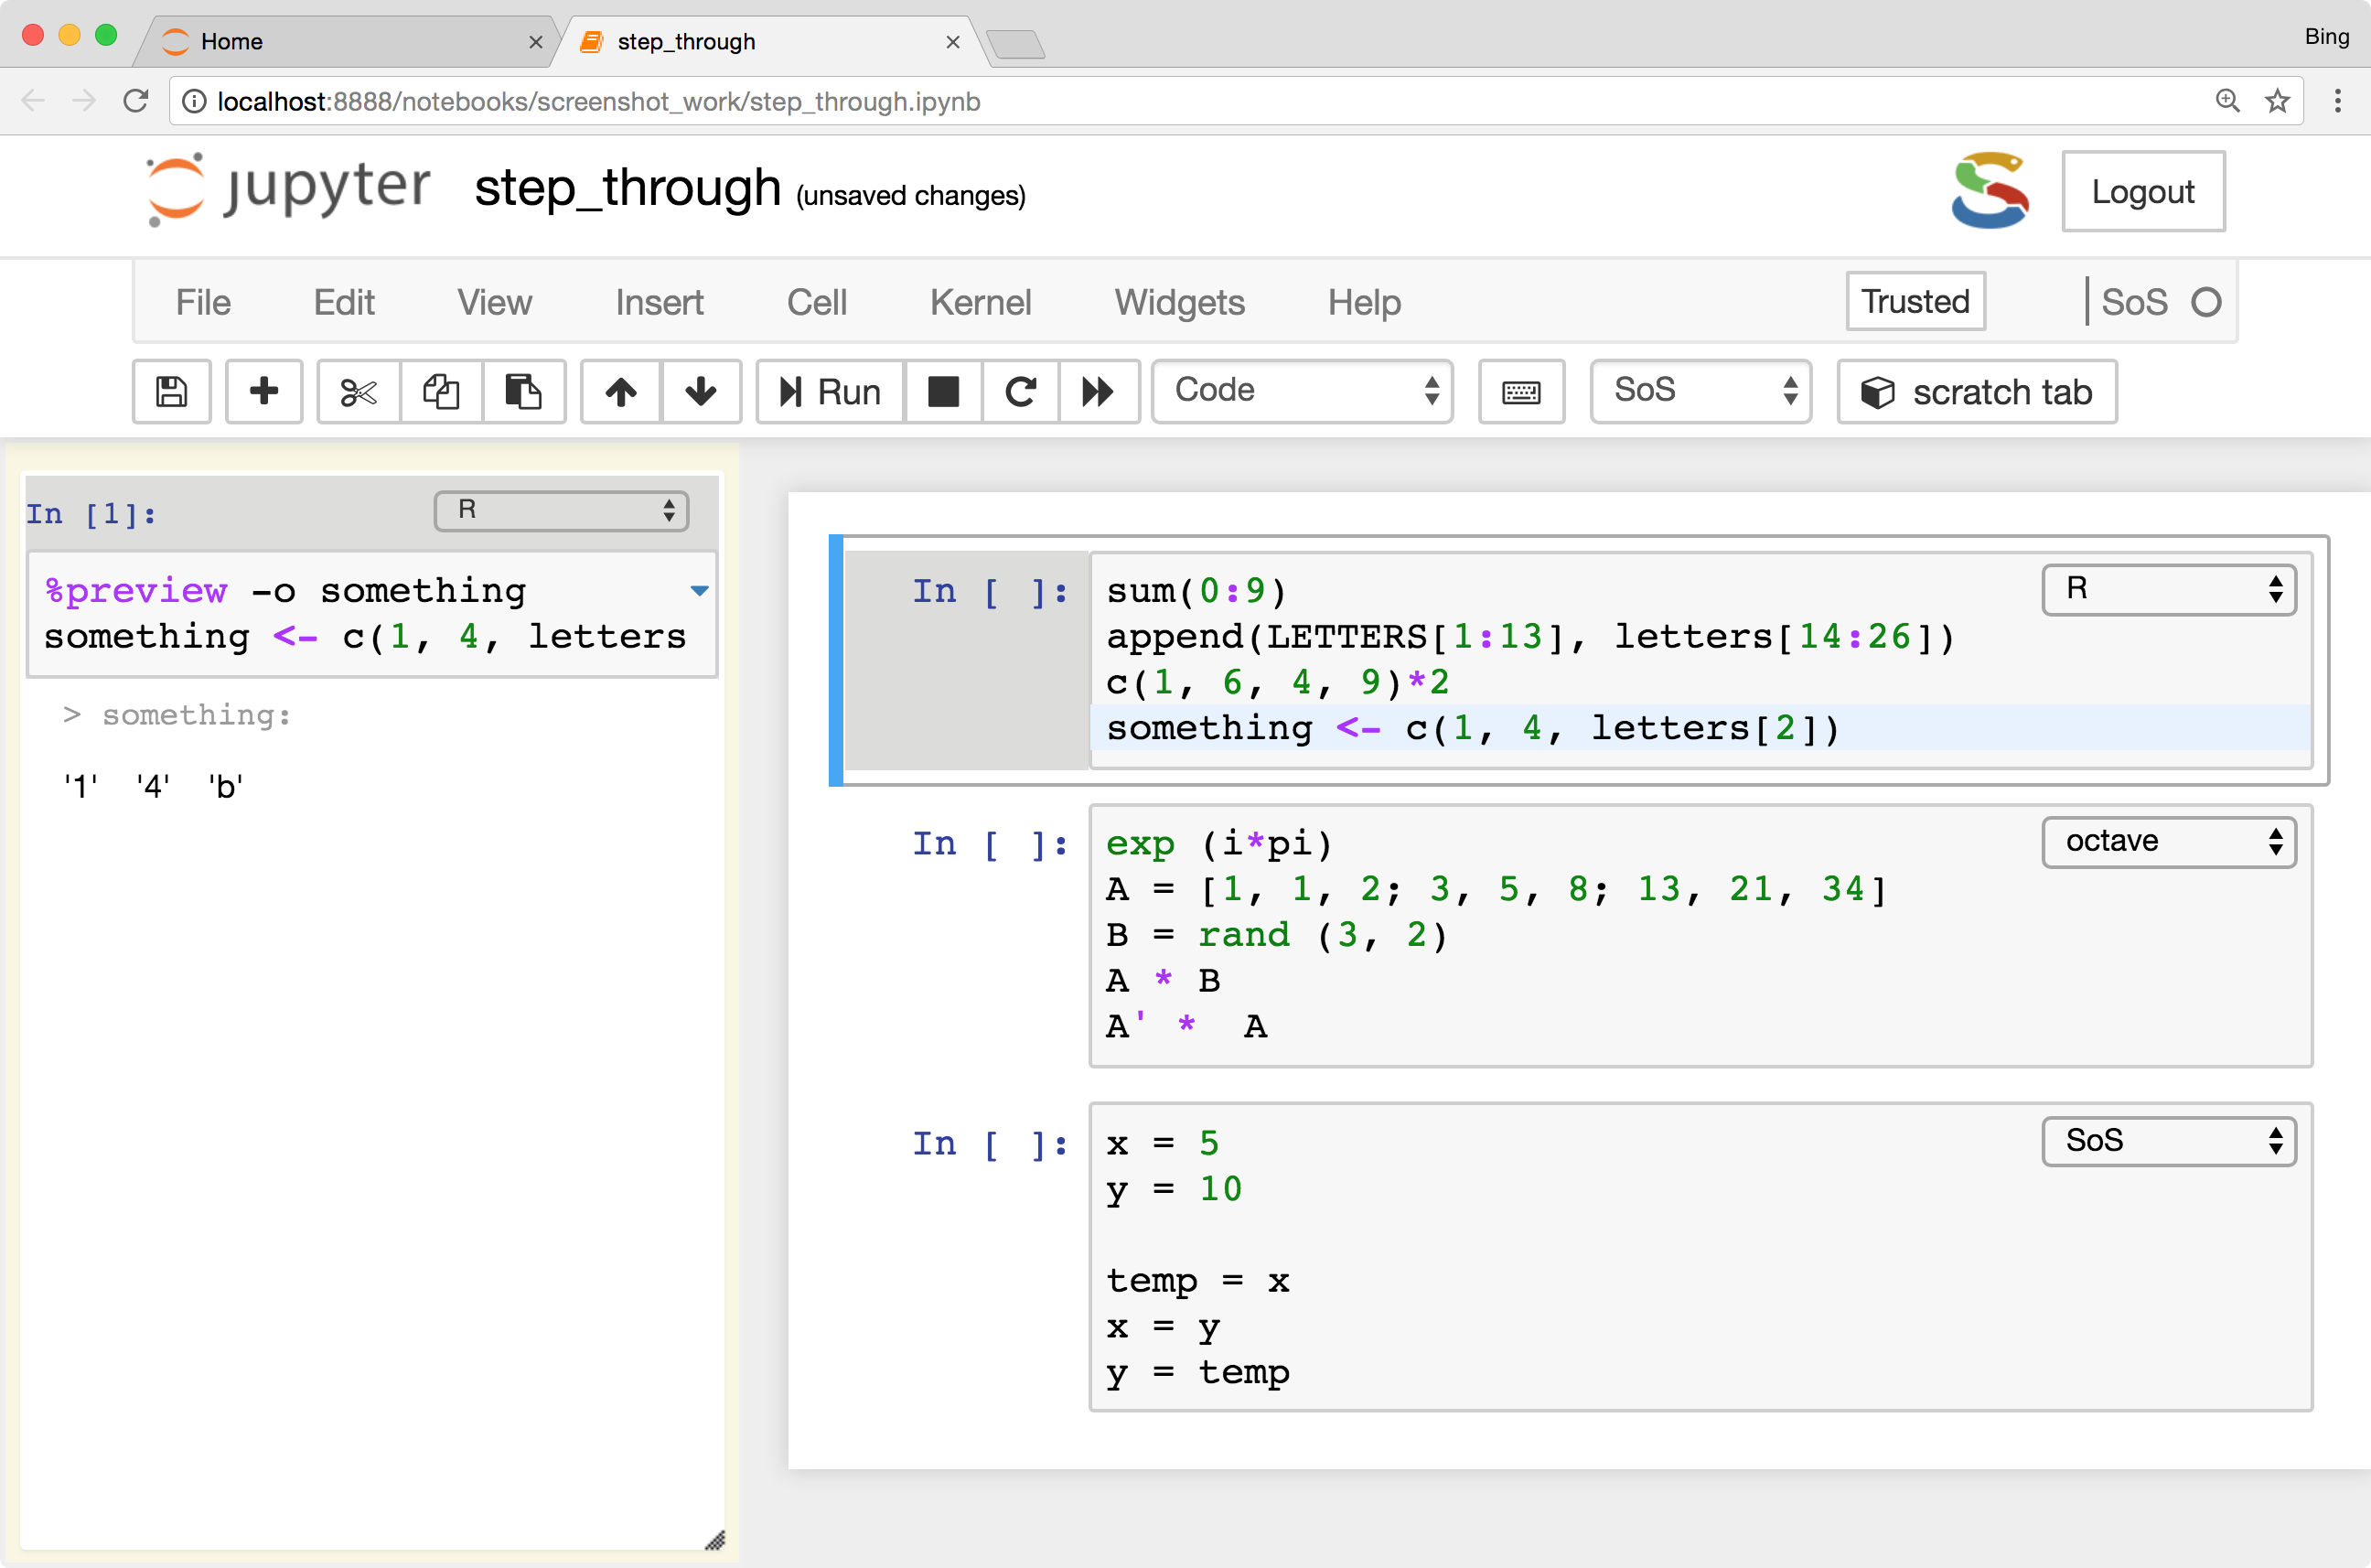 Home
step_through
Bing
localhost:8888/notebooks/screenshot_work/step_through.ipynb
jupyter step_through (unsaved changes)
Logout
File Edit View Insert Cell Kernel Widgets Help
Trusted
SoS
Run
Code
SoS
scratch tab
In [1]:
R
%preview -o something
something <- c(1, 4, letters
> something:
'1' '4' 'b'
In [ ]:
R
sum(0:9)
append(LETTERS[1:13], letters[14:26])
c(1, 6, 4, 9)*2
something <- c(1, 4, letters[2])
In [ ]:
octave
exp (i*pi)
A = [1, 1, 2; 3, 5, 8; 13, 21, 34]
B = rand (3, 2)
A * B
A' *  A
In [ ]:
SoS
x = 5
y = 10
temp = x
x = y
y = temp